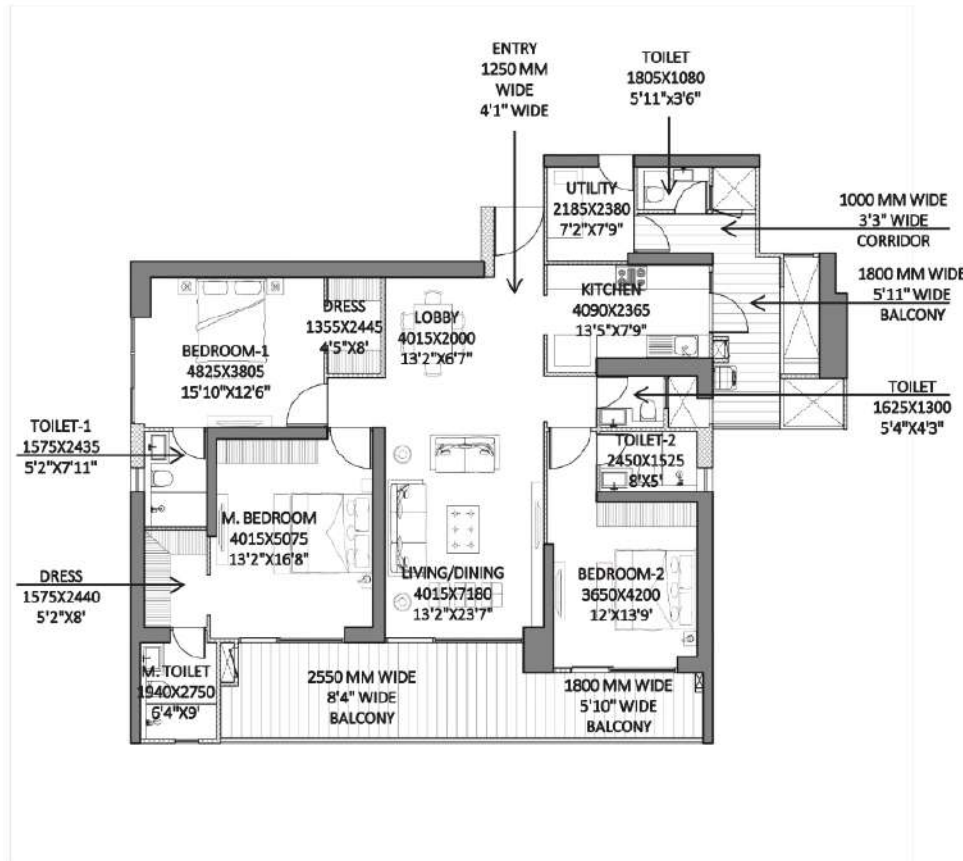 ENTRY
1250 MM
WIDE
4'1" WIDE
TOILET
1805X1080
5'11"x3'6"
UTILITY
2185X2380
7'2"X7'9"
1000 MM WIDE
3'3" WIDE
CORRIDOR
1800 MM WIDE
5'11" WIDE
BALCONY
KITCHEN
4090X2365
13'5"X7'9"
DRESS
1355X2445
4'5"X8'
LOBBY
4015X2000
13'2"X6'7"
BEDROOM-1
4825X3805
15'10"X12'6"
TOILET
1625X1300
5'4"X4'3"
TOILET-1
1575X2435
5'2"X7'11"
TOILET-2
2450X1525
8'X5'
M. BEDROOM
4015X5075
13'2"X16'8"
LIVING/DINING
4015X7180
13'2"X23'7"
BEDROOM-2
3650X4200
12'X13'9"
DRESS
1575X2440
5'2"X8'
M. TOILET
1940X2750
6'4"X9'
2550 MM WIDE
8'4" WIDE
BALCONY
1800 MM WIDE
5'10" WIDE
BALCONY